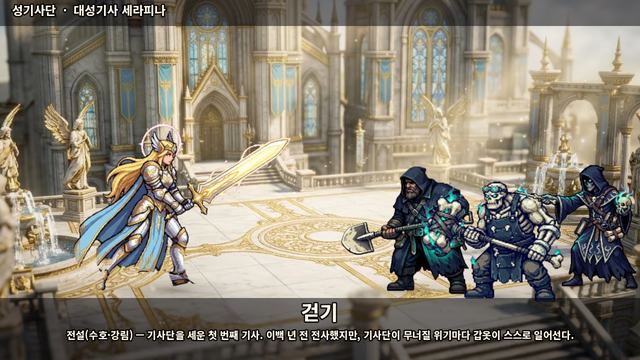 성기사단 · 대성기사 세라피나
걷기
전설(수호·강림) — 기사단을 세운 첫 번째 기사. 이백 년 전 전사했지만, 기사단이 무너질 위기마다 갑옷이 스스로 일어선다.